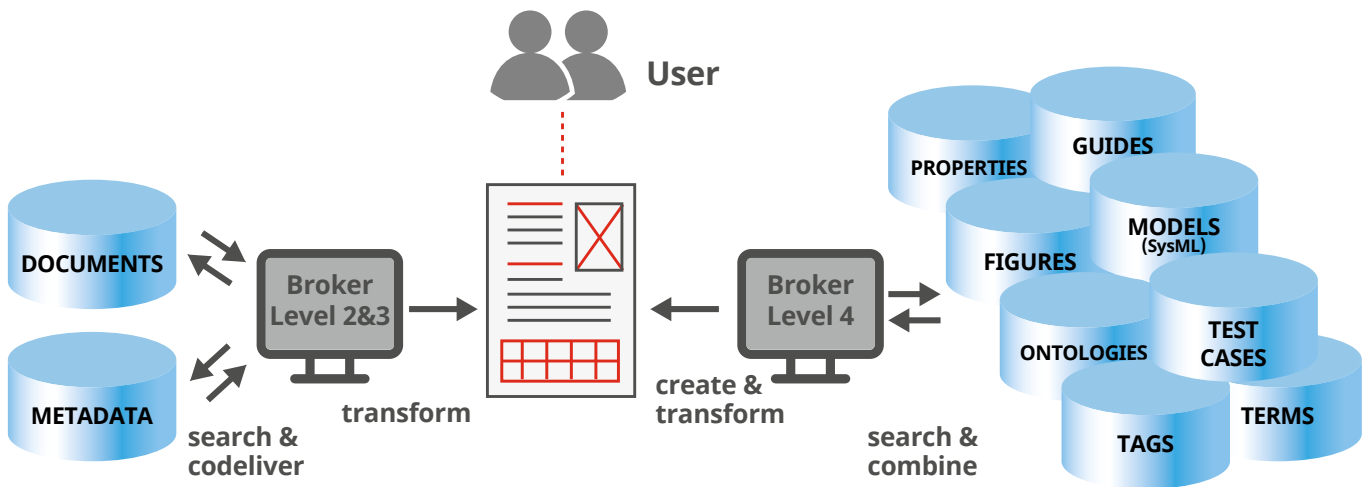 User
DOCUMENTS
METADATA
search &
codeliver
Broker
Level 2&3
transform
create &
transform
Broker
Level 4
search &
combine
PROPERTIES
GUIDES
FIGURES
MODELS
(SysML)
ONTOLOGIES
TEST
CASES
TAGS
TERMS